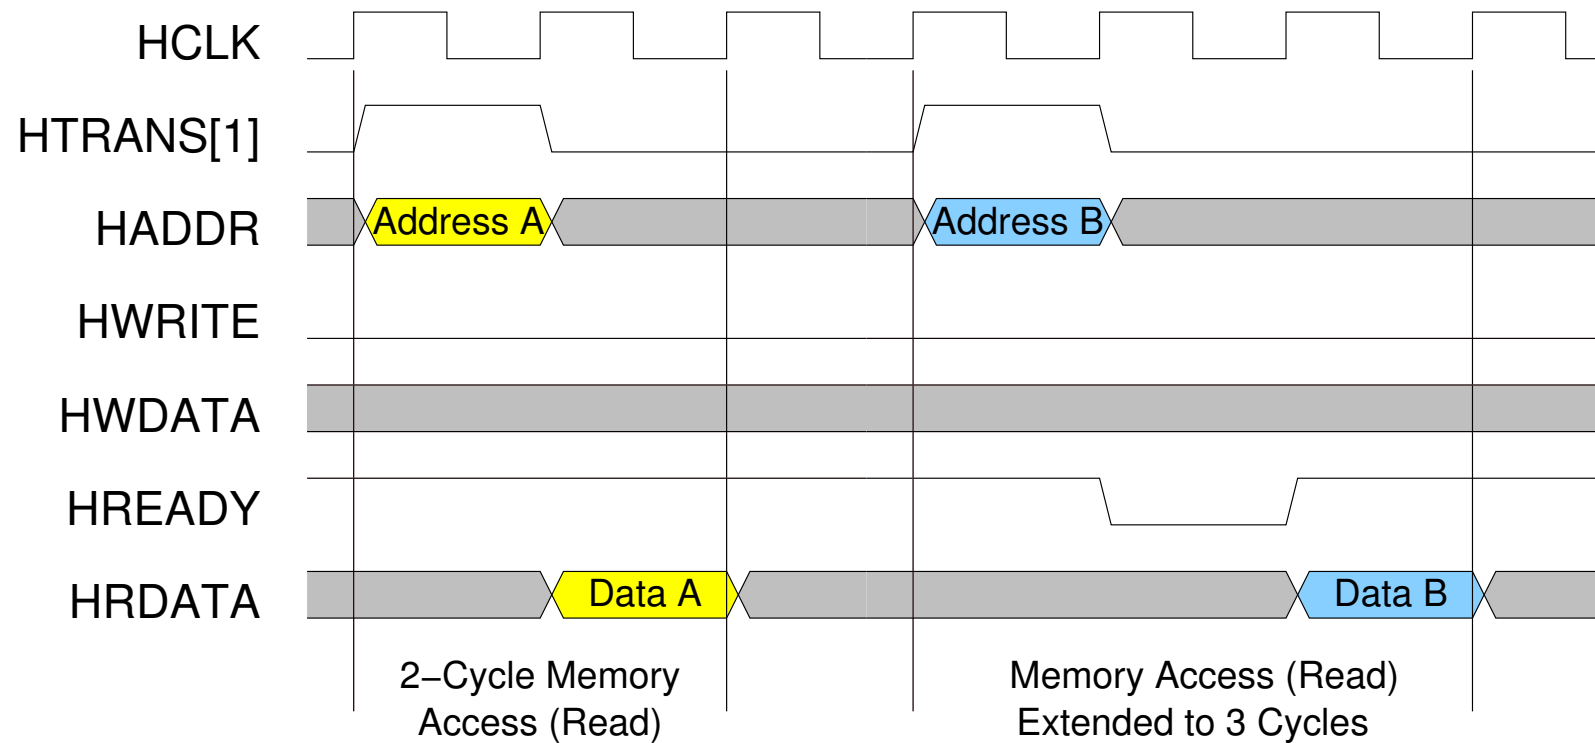 HCLK
HTRANS[1]
HADDR
Address A
Address B
HWRITE
HWDATA
HREADY
HRDATA
Data A
Data B
2−Cycle Memory
Access (Read)
Memory Access (Read)
Extended to 3 Cycles